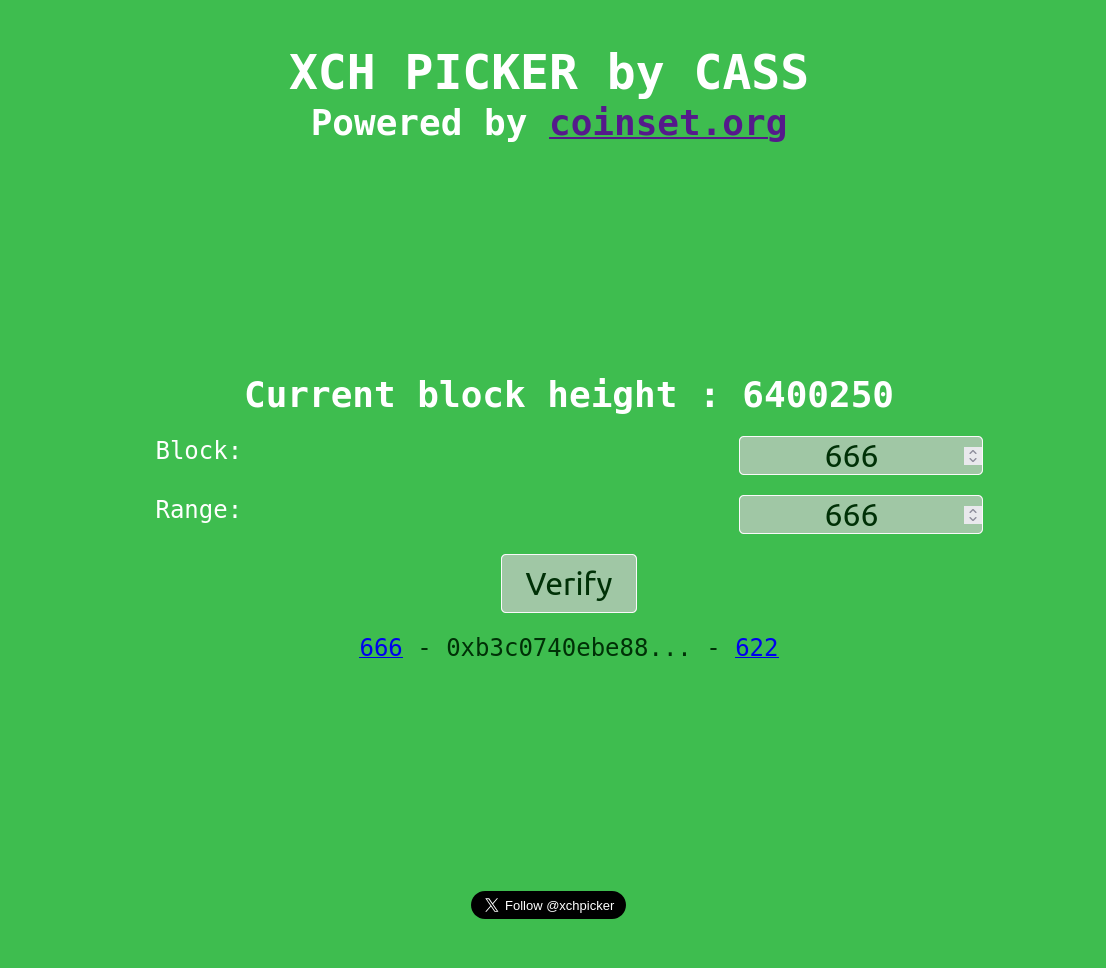 XCH PICKER by CASS
Powered by coinset.org
Current block height : 6400250
Block: 666
Range: 666
Verify
666 - 0xb3c0740ebe88... - 622
Follow @xchpicker